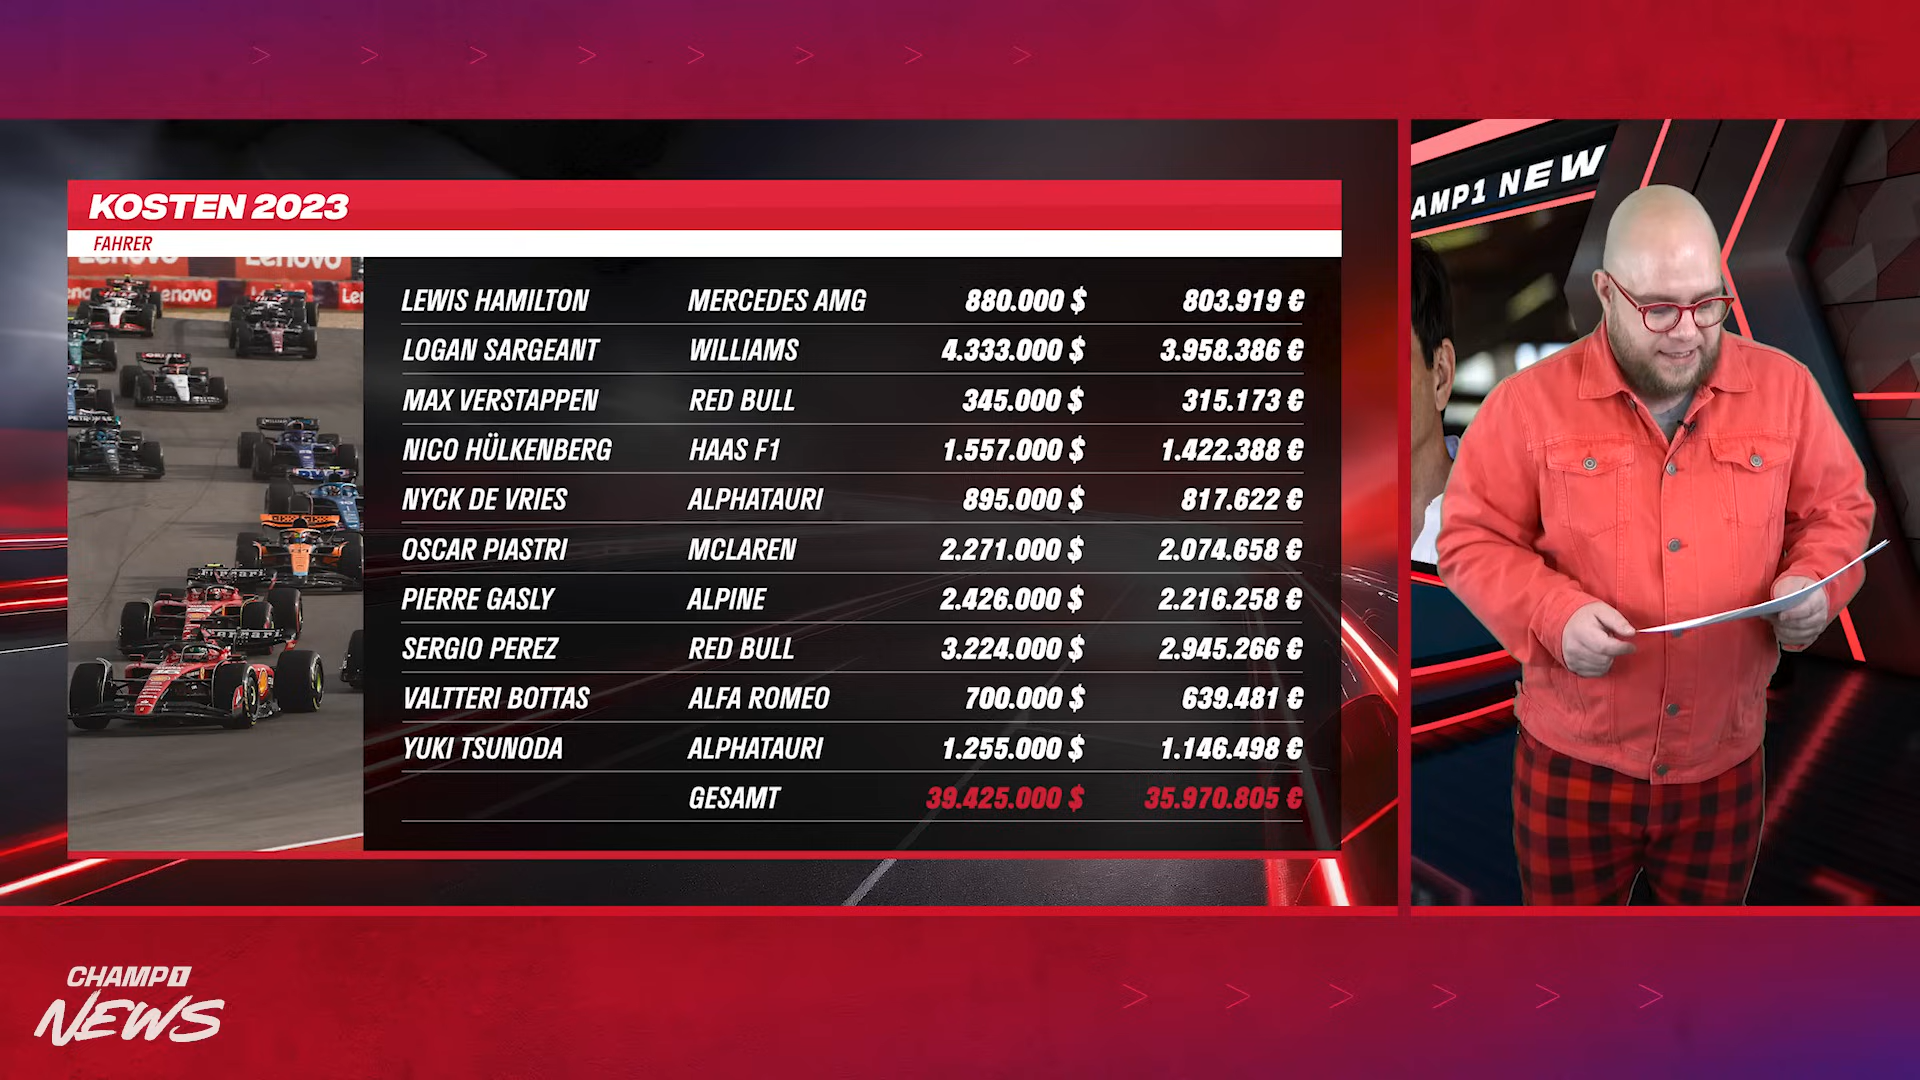 KOSTEN 2023
FAHRER
LEWIS HAMILTON MERCEDES AMG 880.000 $ 803.919 €
LOGAN SARGEANT WILLIAMS 4.333.000 $ 3.958.386 €
MAX VERSTAPPEN RED BULL 345.000 $ 315.173 €
NICO HÜLKENBERG HAAS F1 1.557.000 $ 1.422.388 €
NYCK DE VRIES ALPHATAURI 895.000 $ 817.622 €
OSCAR PIASTRI MCLAREN 2.271.000 $ 2.074.658 €
PIERRE GASLY ALPINE 2.426.000 $ 2.216.258 €
SERGIO PEREZ RED BULL 3.224.000 $ 2.945.266 €
VALTTERI BOTTAS ALFA ROMEO 700.000 $ 639.481 €
YUKI TSUNODA ALPHATAURI 1.255.000 $ 1.146.498 €
GESAMT 39.425.000 $ 35.970.805 €
AMP1 NEW
Lenovo Lenovo
enovo
Ferrari
Ferrari
CHAMP1
NEWS